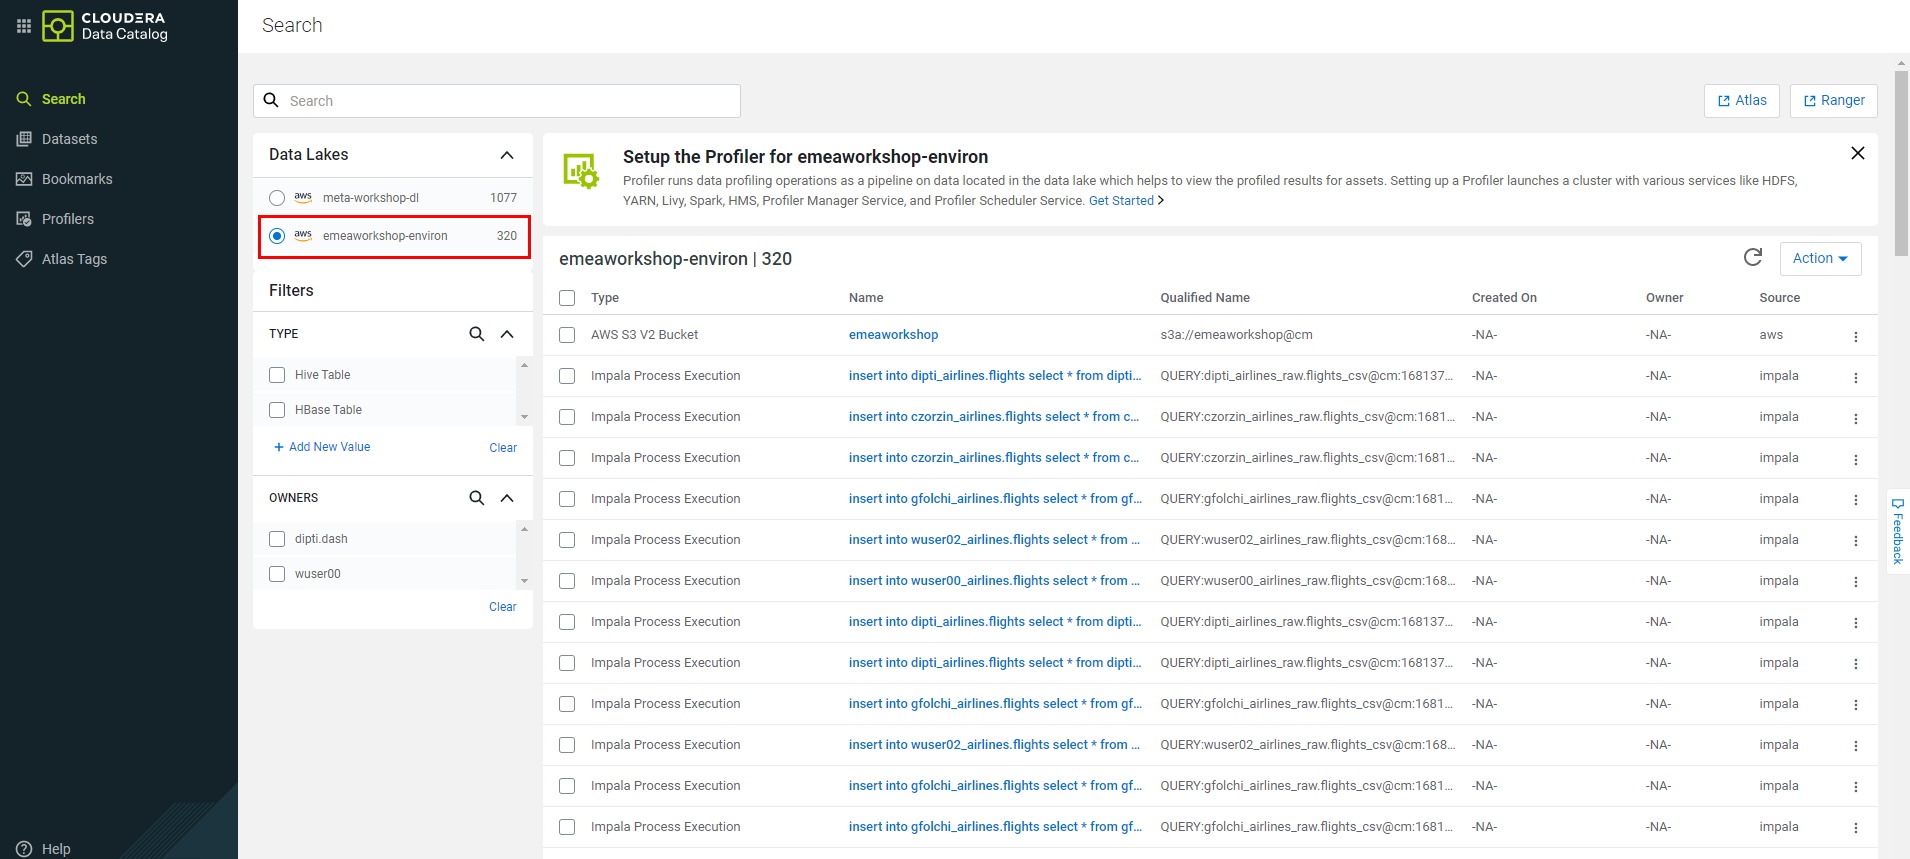 CLOUDERA
Data Catalog
Search
Datasets
Bookmarks
Profilers
Atlas Tags
Help
Search
Search
Atlas
Ranger
Data Lakes
aws meta-workshop-dl 1077
aws emeaworkshop-environ 320
Filters
TYPE
Hive Table
HBase Table
+ Add New Value Clear
OWNERS
dipti.dash
wuser00
Clear
Setup the Profiler for emeaworkshop-environ
Profiler runs data profiling operations as a pipeline on data located in the data lake which helps to view the profiled results for assets. Setting up a Profiler launches a cluster with various services like HDFS,
YARN, Livy, Spark, HMS, Profiler Manager Service, and Profiler Scheduler Service. Get Started >
emeaworkshop-environ | 320
Action
Type Name Qualified Name Created On Owner Source
AWS S3 V2 Bucket emeaworkshop s3a://emeaworkshop@cm -NA- -NA- aws
Impala Process Execution insert into dipti_airlines.flights select * from dipti... QUERY:dipti_airlines_raw.flights_csv@cm:168137... -NA- -NA- impala
Impala Process Execution insert into czorzin_airlines.flights select * from c... QUERY:czorzin_airlines_raw.flights_csv@cm:1681... -NA- -NA- impala
Impala Process Execution insert into czorzin_airlines.flights select * from c... QUERY:czorzin_airlines_raw.flights_csv@cm:1681... -NA- -NA- impala
Impala Process Execution insert into gfolchi_airlines.flights select * from gf... QUERY:gfolchi_airlines_raw.flights_csv@cm:1681... -NA- -NA- impala
Impala Process Execution insert into wuser02_airlines.flights select * from ... QUERY:wuser02_airlines_raw.flights_csv@cm:168... -NA- -NA- impala
Impala Process Execution insert into wuser00_airlines.flights select * from ... QUERY:wuser00_airlines_raw.flights_csv@cm:168... -NA- -NA- impala
Impala Process Execution insert into dipti_airlines.flights select * from dipti... QUERY:dipti_airlines_raw.flights_csv@cm:168137... -NA- -NA- impala
Impala Process Execution insert into dipti_airlines.flights select * from dipti... QUERY:dipti_airlines_raw.flights_csv@cm:168137... -NA- -NA- impala
Impala Process Execution insert into gfolchi_airlines.flights select * from gf... QUERY:gfolchi_airlines_raw.flights_csv@cm:1681... -NA- -NA- impala
Impala Process Execution insert into wuser02_airlines.flights select * from ... QUERY:wuser02_airlines_raw.flights_csv@cm:168... -NA- -NA- impala
Impala Process Execution insert into gfolchi_airlines.flights select * from gf... QUERY:gfolchi_airlines_raw.flights_csv@cm:1681... -NA- -NA- impala
Impala Process Execution insert into gfolchi_airlines.flights select * from gf... QUERY:gfolchi_airlines_raw.flights_csv@cm:1681... -NA- -NA- impala
Feedback